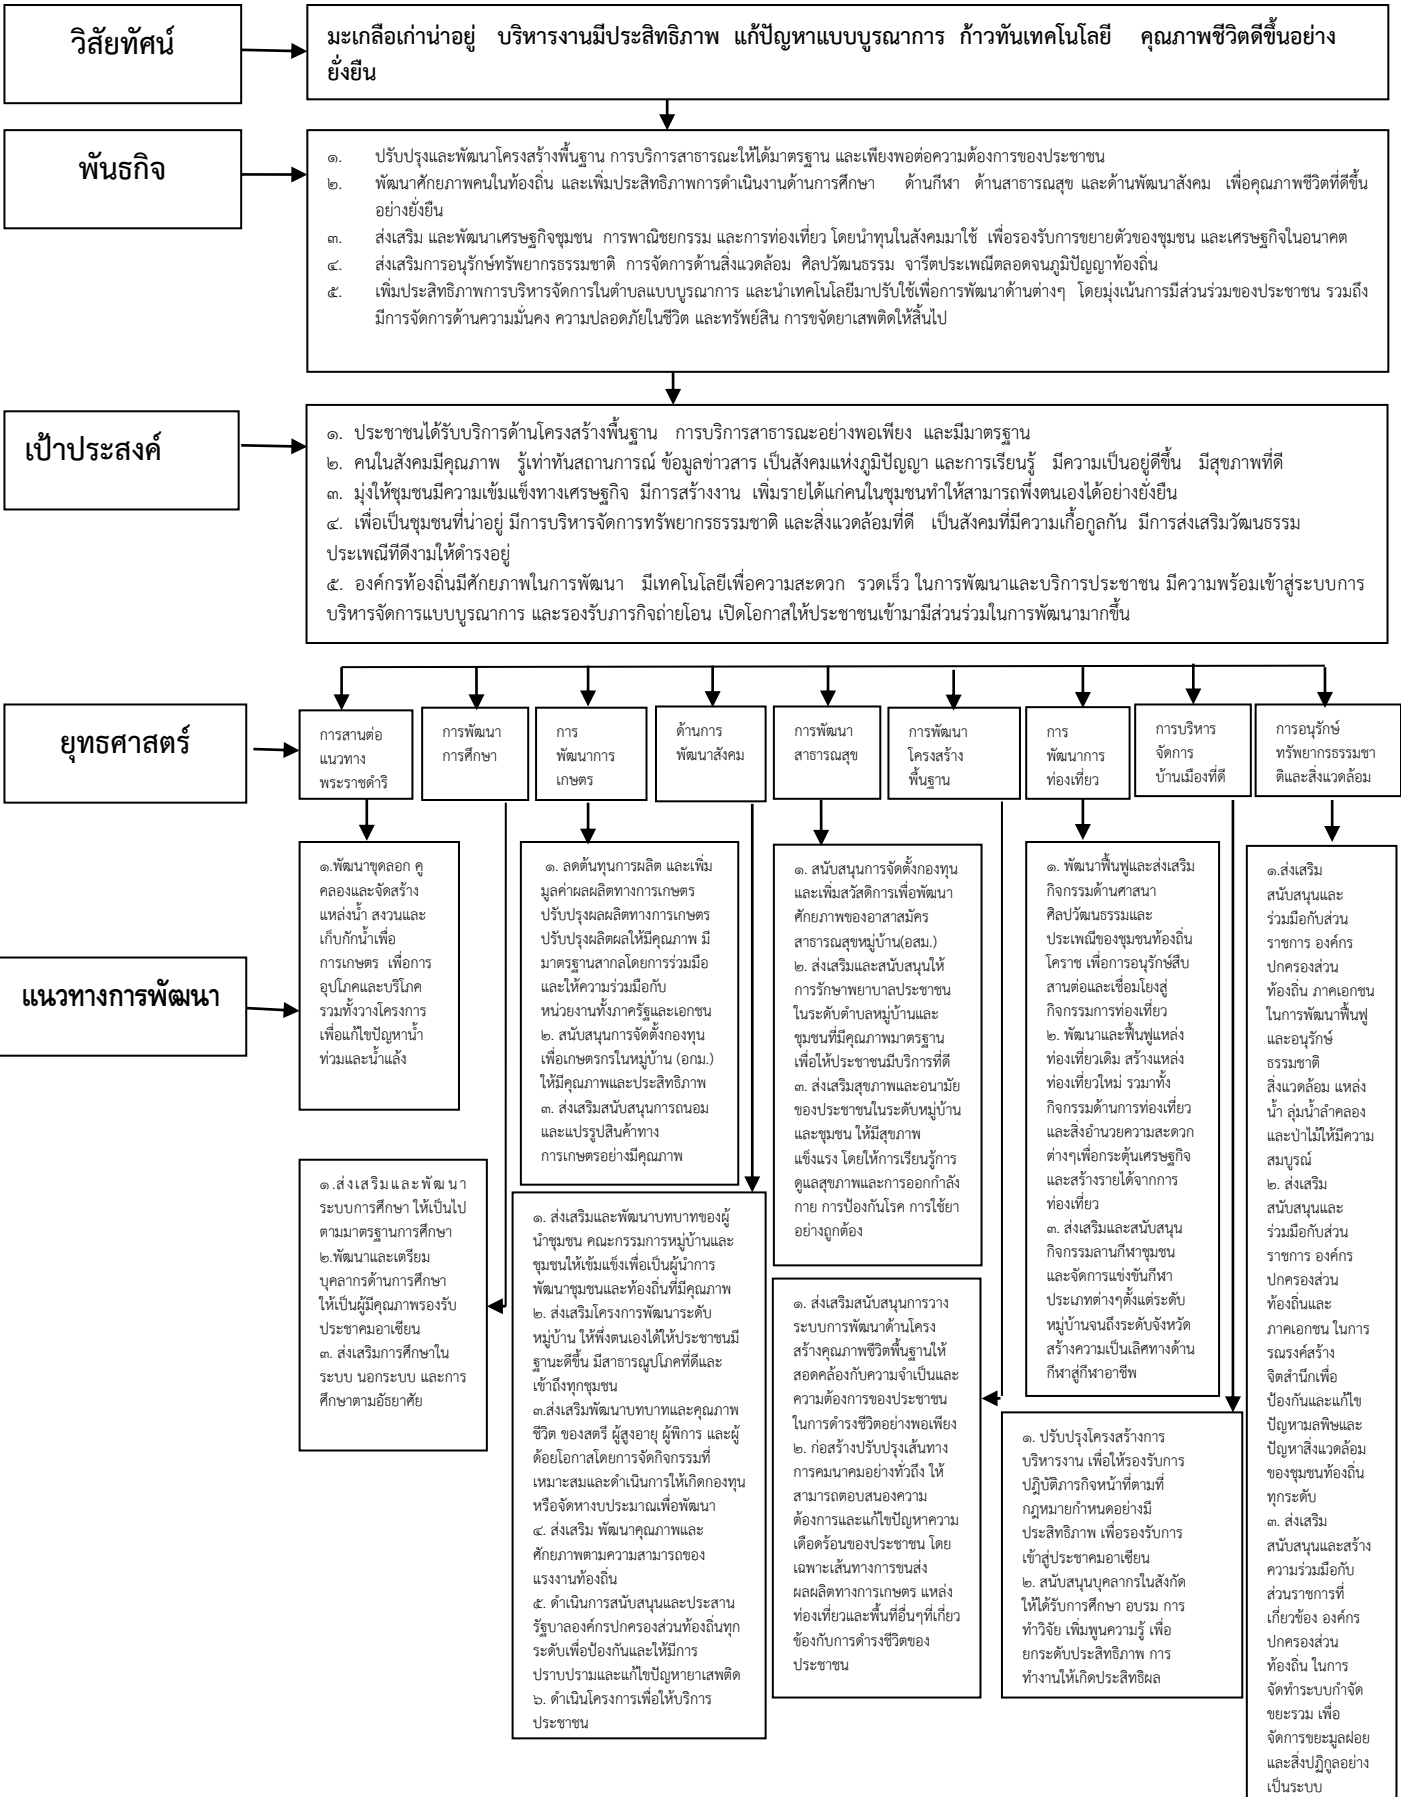 วิสัยทัศน์
มะเกลือเก่าน่าอยู่ บริหารงานมีประสิทธิภาพ แก้ปัญหาแบบบูรณาการ ก้าวทันเทคโนโลยี คุณภาพชีวิตดีขึ้นอย่าง
ยั่งยืน
พันธกิจ
๑. ปรับปรุงและพัฒนาโครงสร้างพื้นฐาน การบริการสาธารณะให้ได้มาตรฐาน และเพียงพอต่อความต้องการของประชาชน
๒. พัฒนาศักยภาพคนในท้องถิ่น และเพิ่มประสิทธิภาพการดำเนินงานด้านการศึกษา ด้านกีฬา ด้านสาธารณสุข และด้านพัฒนาสังคม เพื่อคุณภาพชีวิตที่ดีขึ้น
อย่างยั่งยืน
๓. ส่งเสริม และพัฒนาเศรษฐกิจชุมชน การพาณิชยกรรม และการท่องเที่ยว โดยนำทุนในสังคมมาใช้ เพื่อรองรับการขยายตัวของชุมชน และเศรษฐกิจในอนาคต
๔. ส่งเสริมการอนุรักษ์ทรัพยากรธรรมชาติ การจัดการด้านสิ่งแวดล้อม ศิลปวัฒนธรรม จารีตประเพณีตลอดจนภูมิปัญญาท้องถิ่น
๕. เพิ่มประสิทธิภาพการบริหารจัดการในตำบลแบบบูรณาการ และนำเทคโนโลยีมาปรับใช้เพื่อการพัฒนาด้านต่างๆ โดยมุ่งเน้นการมีส่วนร่วมของประชาชน รวมถึง
มีการจัดการด้านความมั่นคง ความปลอดภัยในชีวิต และทรัพย์สิน การขจัดยาเสพติดให้สิ้นไป
เป้าประสงค์
๑. ประชาชนได้รับบริการด้านโครงสร้างพื้นฐาน การบริการสาธารณะอย่างพอเพียง และมีมาตรฐาน
๒. คนในสังคมมีคุณภาพ รู้เท่าทันสถานการณ์ ข้อมูลข่าวสาร เป็นสังคมแห่งภูมิปัญญา และการเรียนรู้ มีความเป็นอยู่ดีขึ้น มีสุขภาพที่ดี
๓. มุ่งให้ชุมชนมีความเข้มแข็งทางเศรษฐกิจ มีการสร้างงาน เพิ่มรายได้แก่คนในชุมชนทำให้สามารถพึ่งตนเองได้อย่างยั่งยืน
๔. เพื่อเป็นชุมชนที่น่าอยู่ มีการบริหารจัดการทรัพยากรธรรมชาติ และสิ่งแวดล้อมที่ดี เป็นสังคมที่มีความเกื้อกูลกัน มีการส่งเสริมวัฒนธรรม
ประเพณีทีดีงามให้ดำรงอยู่
๕. องค์กรท้องถิ่นมีศักยภาพในการพัฒนา มีเทคโนโลยีเพื่อความสะดวก รวดเร็ว ในการพัฒนาและบริการประชาชน มีความพร้อมเข้าสู่ระบบการ
บริหารจัดการแบบบูรณาการ และรองรับภารกิจถ่ายโอน เปิดโอกาสให้ประชาชนเข้ามามีส่วนร่วมในการพัฒนามากขึ้น
ยุทธศาสตร์
การสานต่อ
แนวทาง
พระราชดำริ
การพัฒนา
การศึกษา
การ
พัฒนาการ
เกษตร
ด้านการ
พัฒนาสังคม
การพัฒนา
สาธารณสุข
การพัฒนา
โครงสร้าง
พื้นฐาน
การ
พัฒนาการ
ท่องเที่ยว
การบริหาร
จัดการ
บ้านเมืองที่ดี
การอนุรักษ์
ทรัพยากรธรรมชา
ติและสิ่งแวดล้อม
แนวทางการพัฒนา
๑.พัฒนาขุดลอก คู
คลองและจัดสร้าง
แหล่งน้ำ สงวนและ
เก็บกักน้ำเพื่อ
การเกษตร เพื่อการ
อุปโภคและบริโภค
รวมทั้งวางโครงการ
เพื่อแก้ไขปัญหาน้ำ
ท่วมและน้ำแล้ง
๑.ส่งเสริมและพัฒนา
ระบบการศึกษา ให้เป็นไป
ตามมาตรฐานการศึกษา
๒.พัฒนาและเตรียม
บุคลากรด้านการศึกษา
ให้เป็นผู้มีคุณภาพรองรับ
ประชาคมอาเซียน
๓. ส่งเสริมการศึกษาใน
ระบบ นอกระบบ และการ
ศึกษาตามอัธยาศัย
๑. ลดต้นทุนการผลิต และเพิ่ม
มูลค่าผลผลิตทางการเกษตร
ปรับปรุงผลผลิตทางการเกษตร
ปรับปรุงผลิตผลให้มีคุณภาพ มี
มาตรฐานสากลโดยการร่วมมือ
และให้ความร่วมมือกับ
หน่วยงานทั้งภาครัฐและเอกชน
๒. สนับสนุนการจัดตั้งกองทุน
เพื่อเกษตรกรในหมู่บ้าน (อกม.)
ให้มีคุณภาพและประสิทธิภาพ
๓. ส่งเสริมสนับสนุนการถนอม
และแปรรูปสินค้าทาง
การเกษตรอย่างมีคุณภาพ
๑. ส่งเสริมและพัฒนาบทบาทของผู้
นำชุมชน คณะกรรมการหมู่บ้านและ
ชุมชนให้เข้มแข็งเพื่อเป็นผู้นำการ
พัฒนาชุมชนและท้องถิ่นที่มีคุณภาพ
๒. ส่งเสริมโครงการพัฒนาระดับ
หมู่บ้าน ให้พึ่งตนเองได้ให้ประชาชนมี
ฐานะดีขึ้น มีสาธารณูปโภคที่ดีและ
เข้าถึงทุกชุมชน
๓.ส่งเสริมพัฒนาบทบาทและคุณภาพ
ชีวิต ของสตรี ผู้สูงอายุ ผู้พิการ และผู้
ด้อยโอกาสโดยการจัดกิจกรรมที่
เหมาะสมและดำเนินการให้เกิดกองทุน
หรือจัดหางบประมาณเพื่อพัฒนา
๔. ส่งเสริม พัฒนาคุณภาพและ
ศักยภาพตามความสามารถของ
แรงงานท้องถิ่น
๕. ดำเนินการสนับสนุนและประสาน
รัฐบาลองค์กรปกครองส่วนท้องถิ่นทุก
ระดับเพื่อป้องกันและให้มีการ
ปราบปรามและแก้ไขปัญหายาเสพติด
๖. ดำเนินโครงการเพื่อให้บริการ
ประชาชน
๑. สนับสนุนการจัดตั้งกองทุน
และเพิ่มสวัสดิการเพื่อพัฒนา
ศักยภาพของอาสาสมัคร
สาธารณสุขหมู่บ้าน(อสม.)
๒. ส่งเสริมและสนับสนุนให้
การรักษาพยาบาลประชาชน
ในระดับตำบลหมู่บ้านและ
ชุมชนที่มีคุณภาพมาตรฐาน
เพื่อให้ประชาชนมีบริการที่ดี
๓. ส่งเสริมสุขภาพและอนามัย
ของประชาชนในระดับหมู่บ้าน
และชุมชน ให้มีสุขภาพ
แข็งแรง โดยให้การเรียนรู้การ
ดูแลสุขภาพและการออกกำลัง
กาย การป้องกันโรค การใช้ยา
อย่างถูกต้อง
๑. ส่งเสริมสนับสนุนการวาง
ระบบการพัฒนาด้านโครง
สร้างคุณภาพชีวิตพื้นฐานให้
สอดคล้องกับความจำเป็นและ
ความต้องการของประชาชน
ในการดำรงชีวิตอย่างพอเพียง
๒. ก่อสร้างปรับปรุงเส้นทาง
การคมนาคมอย่างทั่วถึง ให้
สามารถตอบสนองความ
ต้องการและแก้ไขปัญหาความ
เดือดร้อนของประชาชน โดย
เฉพาะเส้นทางการขนส่ง
ผลผลิตทางการเกษตร แหล่ง
ท่องเที่ยวและพื้นที่อื่นๆที่เกี่ยว
ข้องกับการดำรงชีวิตของ
ประชาชน
๑. พัฒนาฟื้นฟูและส่งเสริม
กิจกรรมด้านศาสนา
ศิลปวัฒนธรรมและ
ประเพณีของชุมชนท้องถิ่น
โคราช เพื่อการอนุรักษ์สืบ
สานต่อและเชื่อมโยงสู่
กิจกรรมการท่องเที่ยว
๒. พัฒนาและฟื้นฟูแหล่ง
ท่องเที่ยวเดิม สร้างแหล่ง
ท่องเที่ยวใหม่ รวมาทั้ง
กิจกรรมด้านการท่องเที่ยว
และสิ่งอำนวยความสะดวก
ต่างๆเพื่อกระตุ้นเศรษฐกิจ
และสร้างรายได้จากการ
ท่องเที่ยว
๓. ส่งเสริมและสนับสนุน
กิจกรรมลานกีฬาชุมชน
และจัดการแข่งขันกีฬา
ประเภทต่างๆตั้งแต่ระดับ
หมู่บ้านจนถึงระดับจังหวัด
สร้างความเป็นเลิศทางด้าน
กีฬาสู่กีฬาอาชีพ
๑. ปรับปรุงโครงสร้างการ
บริหารงาน เพื่อให้รองรับการ
ปฏิบัติภารกิจหน้าที่ตามที่
กฎหมายกำหนดอย่างมี
ประสิทธิภาพ เพื่อรองรับการ
เข้าสู่ประชาคมอาเซียน
๒. สนับสนุนบุคลากรในสังกัด
ให้ได้รับการศึกษา อบรม การ
ทำวิจัย เพิ่มพูนความรู้ เพื่อ
ยกระดับประสิทธิภาพ การ
ทำงานให้เกิดประสิทธิผล
๑.ส่งเสริม
สนับสนุนและ
ร่วมมือกับส่วน
ราชการ องค์กร
ปกครองส่วน
ท้องถิ่น ภาคเอกชน
ในการพัฒนาฟื้นฟู
และอนุรักษ์
ธรรมชาติ
สิ่งแวดล้อม แหล่ง
น้ำ ลุ่มน้ำลำคลอง
และป่าไม้ให้มีความ
สมบูรณ์
๒. ส่งเสริม
สนับสนุนและ
ร่วมมือกับส่วน
ราชการ องค์กร
ปกครองส่วน
ท้องถิ่นและ
ภาคเอกชน ในการ
รณรงค์สร้าง
จิตสำนึกเพื่อ
ป้องกันและแก้ไข
ปัญหามลพิษและ
ปัญหาสิ่งแวดล้อม
ของชุมชนท้องถิ่น
ทุกระดับ
๓. ส่งเสริม
สนับสนุนและสร้าง
ความร่วมมือกับ
ส่วนราชการที่
เกี่ยวข้อง องค์กร
ปกครองส่วน
ท้องถิ่น ในการ
จัดทำระบบกำจัด
ขยะรวม เพื่อ
จัดการขยะมูลฝอย
และสิ่งปฏิกูลอย่าง
เป็นระบบ